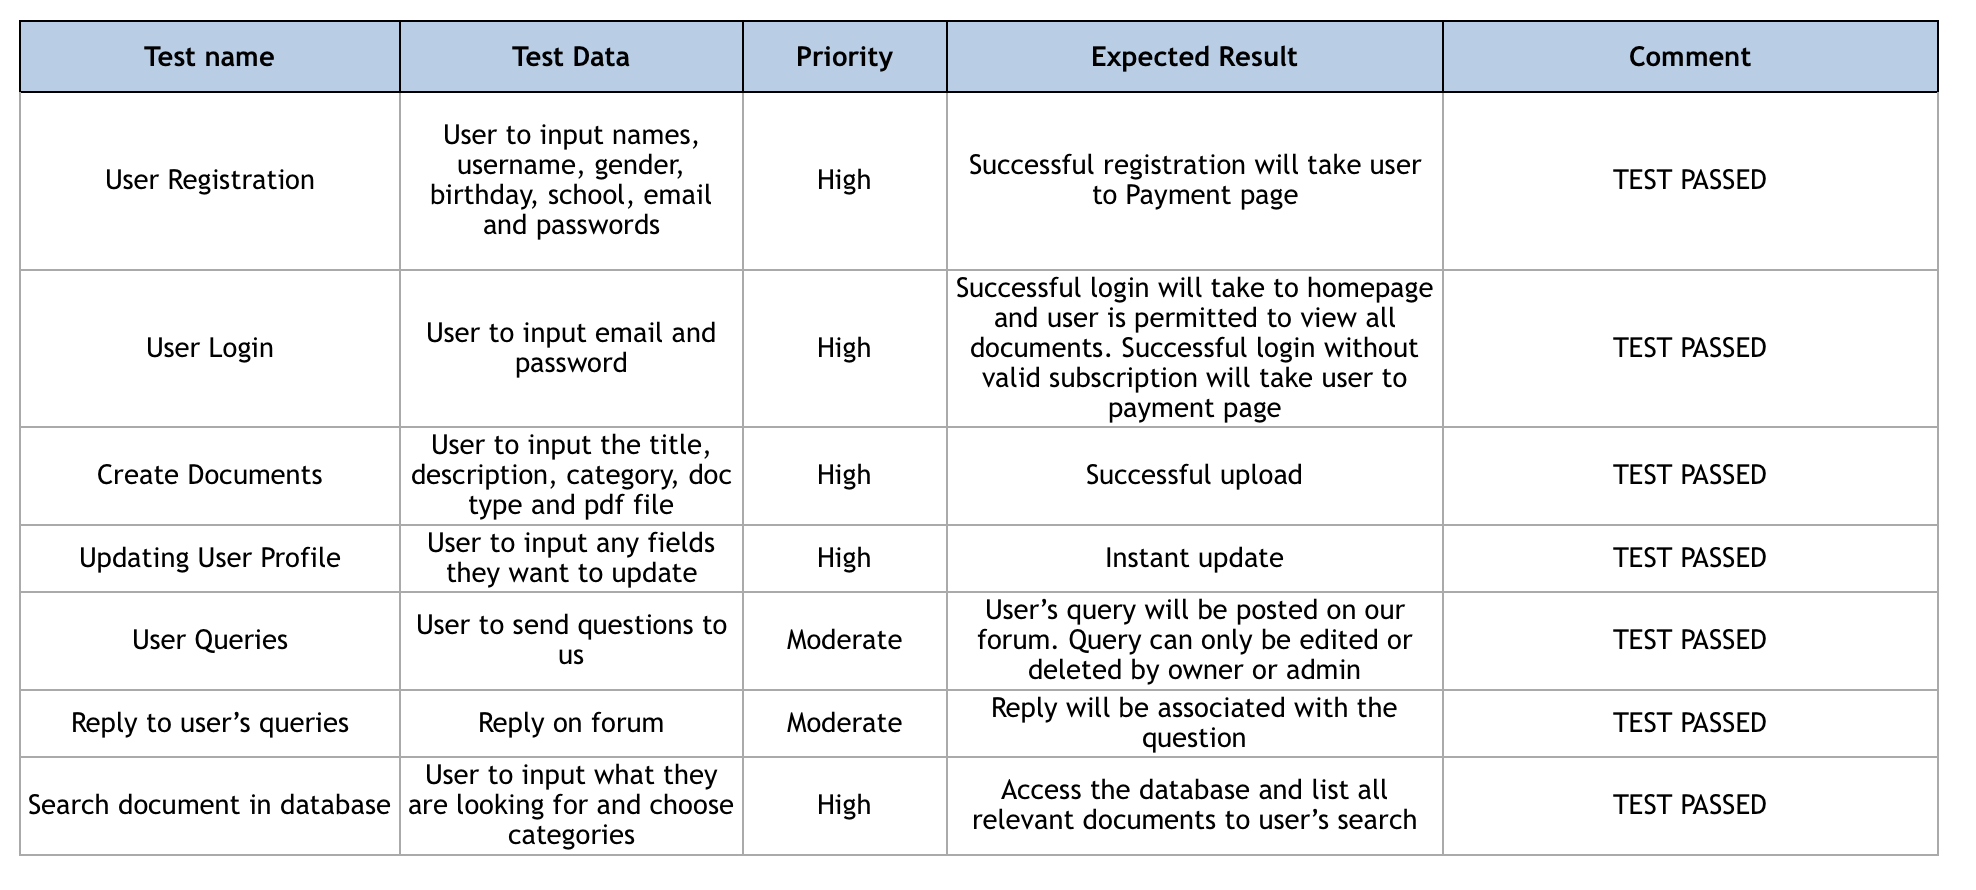 Test name
Test Data
Priority
Expected Result
Comment
User Registration
User to input names,
username, gender,
birthday, school, email
and passwords
High
Successful registration will take user
to Payment page
TEST PASSED
User Login
User to input email and
password
High
Successful login will take to homepage
and user is permitted to view all
documents. Successful login without
valid subscription will take user to
payment page
TEST PASSED
Create Documents
User to input the title,
description, category, doc
type and pdf file
High
Successful upload
TEST PASSED
Updating User Profile
User to input any fields
they want to update
High
Instant update
TEST PASSED
User Queries
User to send questions to
us
Moderate
User’s query will be posted on our
forum. Query can only be edited or
deleted by owner or admin
TEST PASSED
Reply to user’s queries
Reply on forum
Moderate
Reply will be associated with the
question
TEST PASSED
Search document in database
User to input what they
are looking for and choose
categories
High
Access the database and list all
relevant documents to user’s search
TEST PASSED